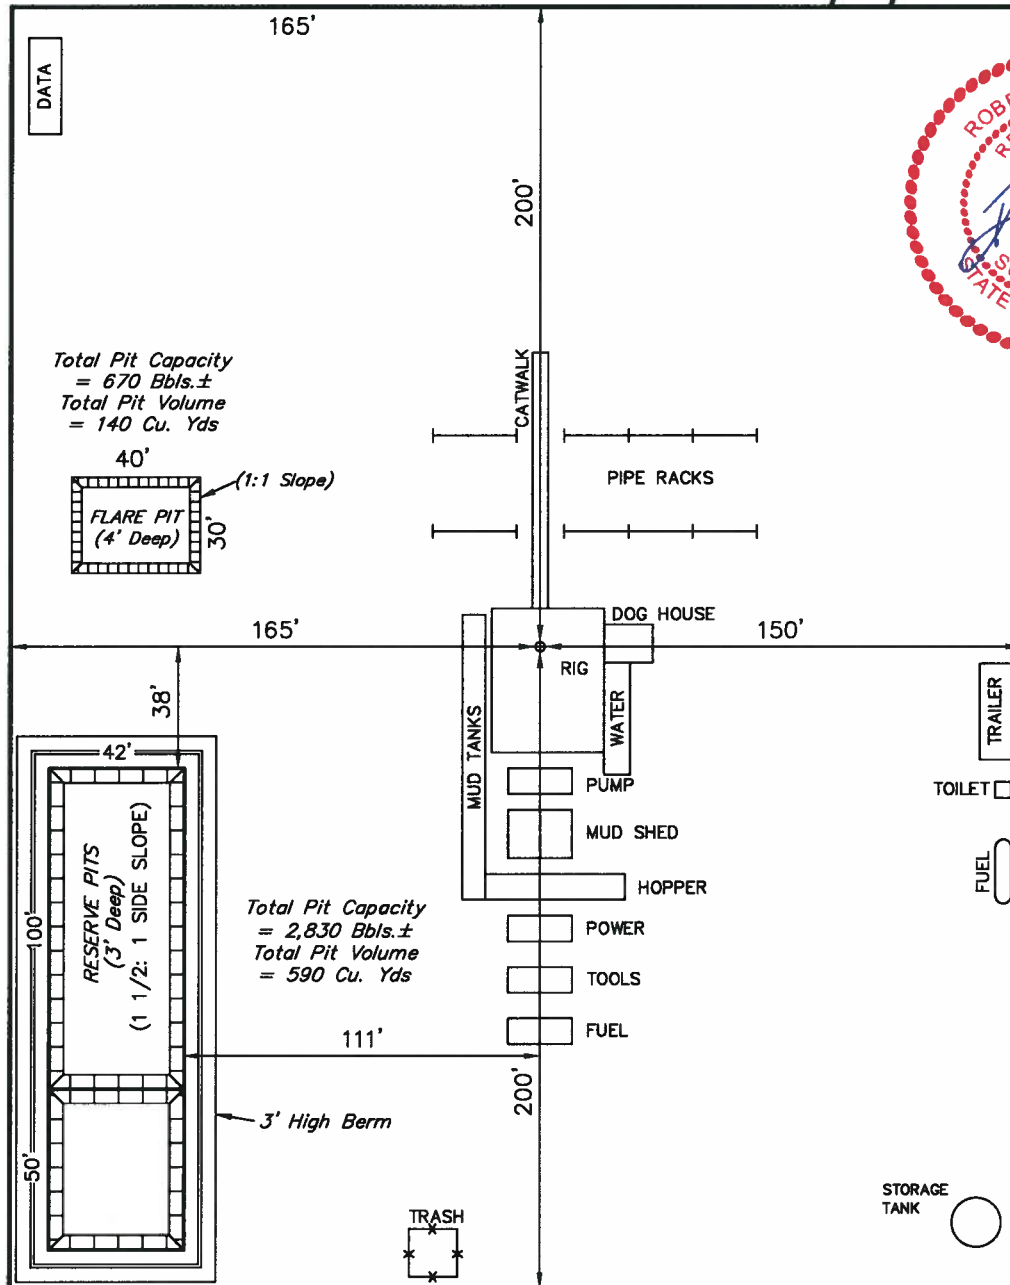 165'
DATA
200'
ROB
STATE
Total Pit Capacity
= 670 Bbls.±
Total Pit Volume
= 140 Cu. Yds
CATWALK
40'
(1:1 Slope)
FLARE PIT
(4' Deep)
30'
PIPE RACKS
DOG HOUSE
165'
150'
RIG
38'
MUD TANKS
WATER
TRAILER
42'
PUMP
TOILET
MUD SHED
RESERVE PITS
(3' Deep)
(1 1/2: 1 SIDE SLOPE)
FUEL
HOPPER
100'
Total Pit Capacity
= 2,830 Bbls.±
Total Pit Volume
= 590 Cu. Yds
POWER
TOOLS
FUEL
111'
200'
3' High Berm
50'
STORAGE
TANK
TRASH